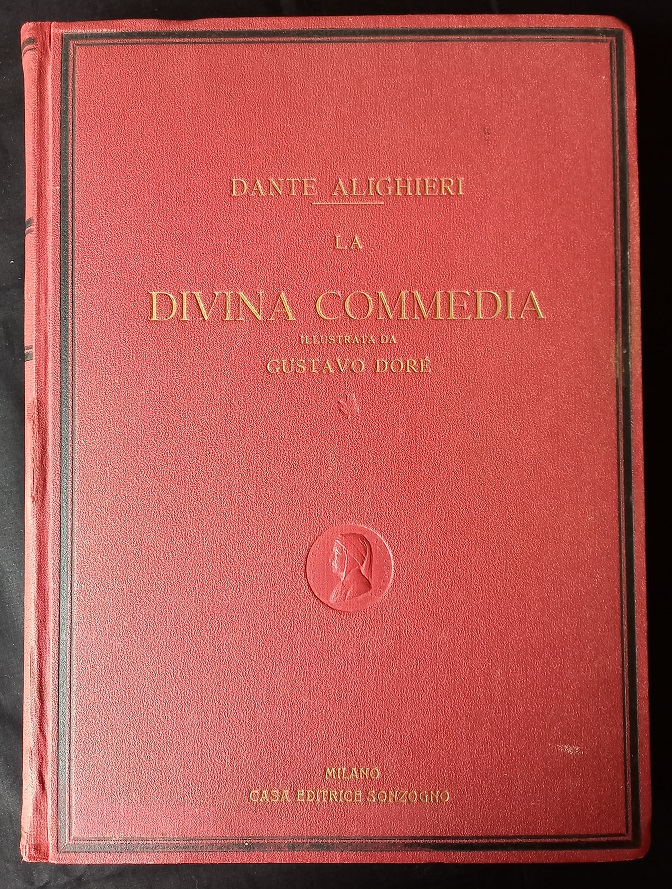 DANTE ALIGHIERI
LA
DIVINA COMMEDIA
ILLUSTRATA DA
GUSTAVO DORÉ
MILANO
CASA EDITRICE SONZOGNO